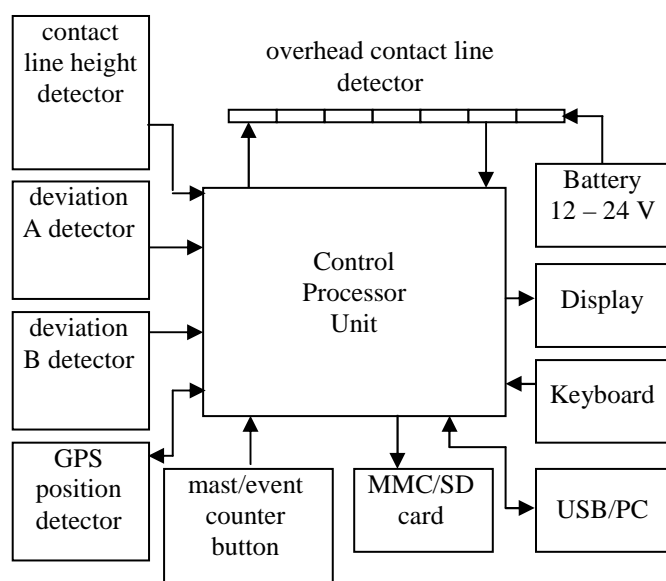 contact
line height
detector
overhead contact line
detector
deviation
A detector
Battery
12 – 24 V
Control
Processor
Unit
Display
deviation
B detector
Keyboard
GPS
position
detector
mast/event
counter
button
MMC/SD
card
USB/PC